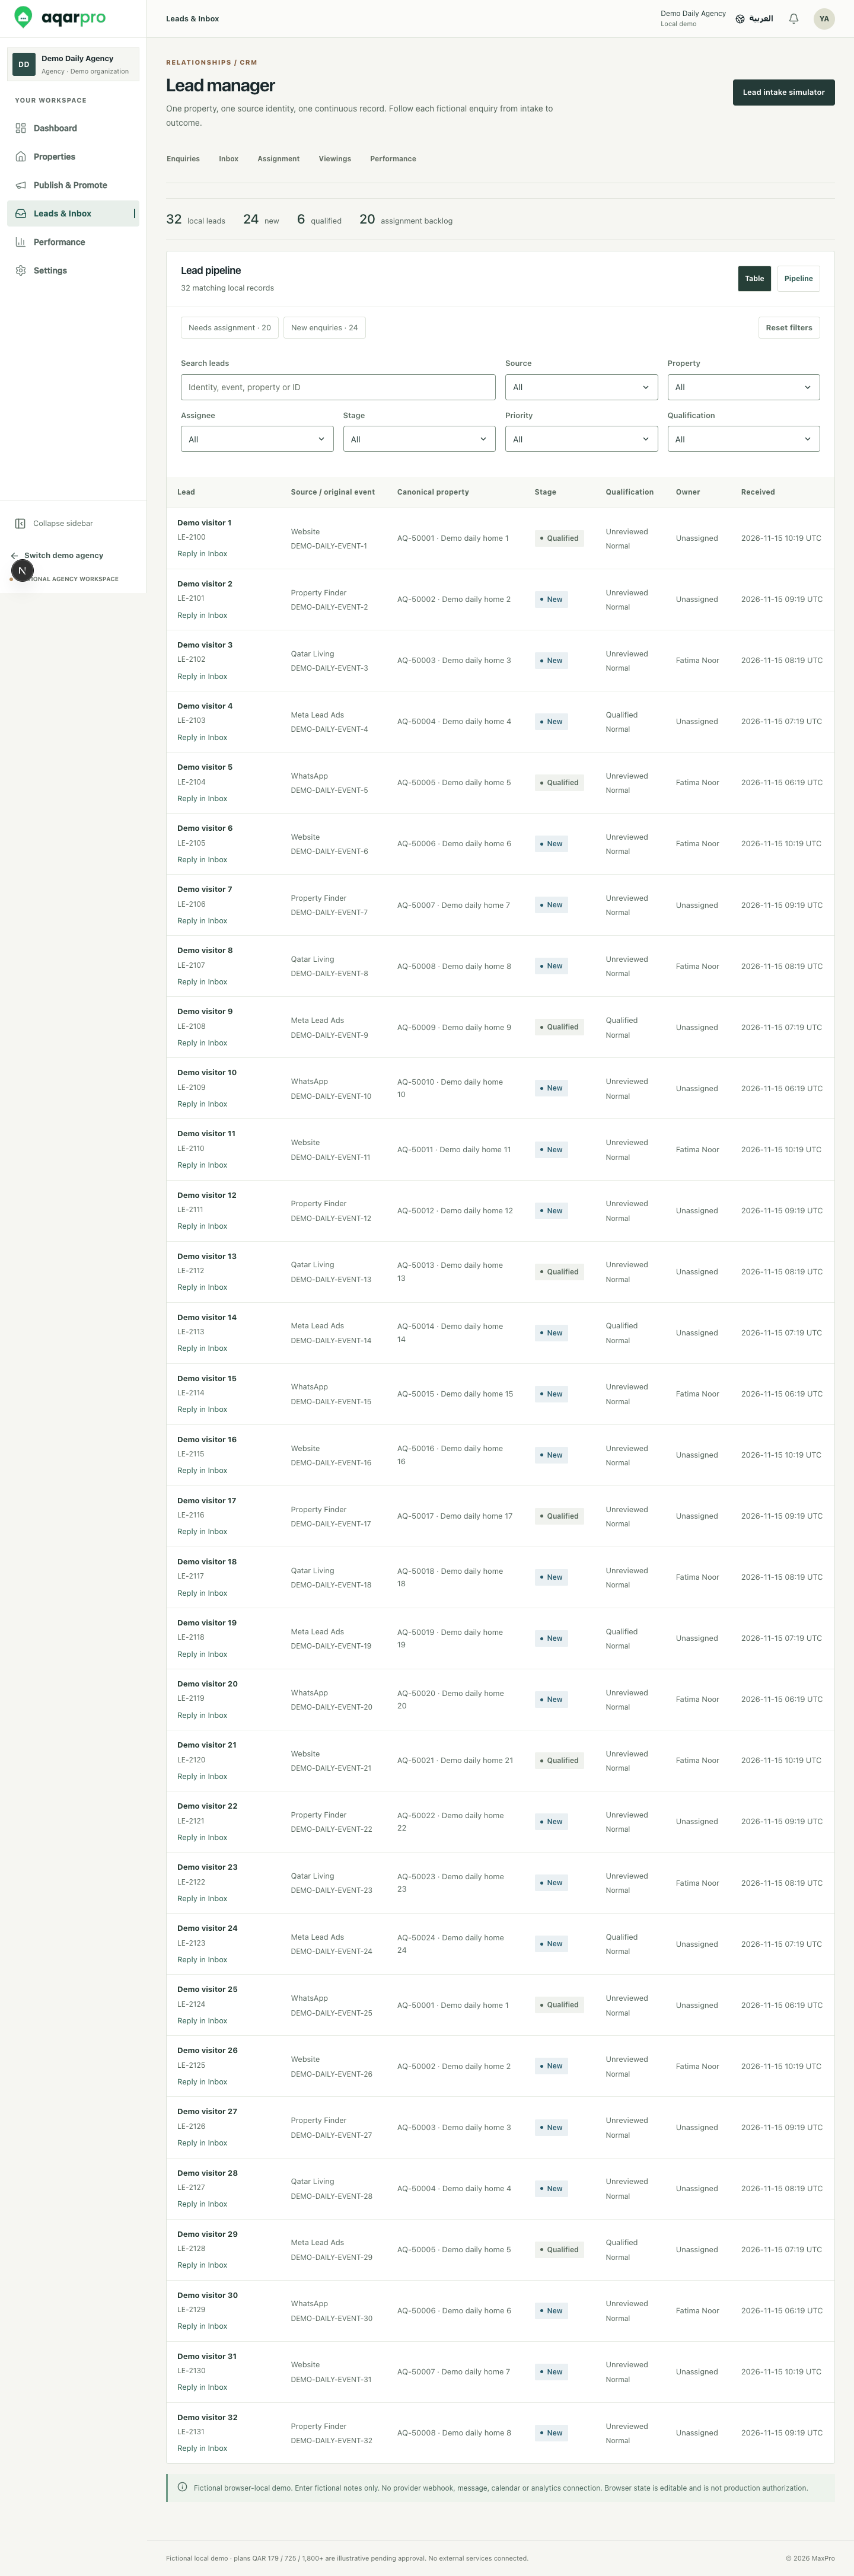 aqarpro
Leads & Inbox
Demo Daily Agency
Local demo
العربية
YA
DD
Demo Daily Agency
Agency · Demo organization
YOUR WORKSPACE
Dashboard
Properties
Publish & Promote
Leads & Inbox
Performance
Settings
Collapse sidebar
Switch demo agency
N
IONAL AGENCY WORKSPACE
RELATIONSHIPS / CRM
Lead manager
One property, one source identity, one continuous record. Follow each fictional enquiry from intake to
outcome.
Lead intake simulator
Enquiries Inbox Assignment Viewings Performance
32 local leads 24 new 6 qualified 20 assignment backlog
Lead pipeline
32 matching local records
Table Pipeline
Needs assignment · 20 New enquiries · 24 Reset filters
Search leads Source Property
Identity, event, property or ID All All
Assignee Stage Priority Qualification
All All All All
Lead Source / original event Canonical property Stage Qualification Owner Received
Demo visitor 1
LE-2100
Reply in Inbox
Website
DEMO-DAILY-EVENT-1
AQ-50001 · Demo daily home 1
Qualified
Unreviewed
Normal
Unassigned
2026-11-15 10:19 UTC
Demo visitor 2
LE-2101
Reply in Inbox
Property Finder
DEMO-DAILY-EVENT-2
AQ-50002 · Demo daily home 2
New
Unreviewed
Normal
Unassigned
2026-11-15 09:19 UTC
Demo visitor 3
LE-2102
Reply in Inbox
Qatar Living
DEMO-DAILY-EVENT-3
AQ-50003 · Demo daily home 3
New
Unreviewed
Normal
Fatima Noor
2026-11-15 08:19 UTC
Demo visitor 4
LE-2103
Reply in Inbox
Meta Lead Ads
DEMO-DAILY-EVENT-4
AQ-50004 · Demo daily home 4
New
Qualified
Normal
Unassigned
2026-11-15 07:19 UTC
Demo visitor 5
LE-2104
Reply in Inbox
WhatsApp
DEMO-DAILY-EVENT-5
AQ-50005 · Demo daily home 5
Qualified
Unreviewed
Normal
Fatima Noor
2026-11-15 06:19 UTC
Demo visitor 6
LE-2105
Reply in Inbox
Website
DEMO-DAILY-EVENT-6
AQ-50006 · Demo daily home 6
New
Unreviewed
Normal
Fatima Noor
2026-11-15 10:19 UTC
Demo visitor 7
LE-2106
Reply in Inbox
Property Finder
DEMO-DAILY-EVENT-7
AQ-50007 · Demo daily home 7
New
Unreviewed
Normal
Unassigned
2026-11-15 09:19 UTC
Demo visitor 8
LE-2107
Reply in Inbox
Qatar Living
DEMO-DAILY-EVENT-8
AQ-50008 · Demo daily home 8
New
Unreviewed
Normal
Fatima Noor
2026-11-15 08:19 UTC
Demo visitor 9
LE-2108
Reply in Inbox
Meta Lead Ads
DEMO-DAILY-EVENT-9
AQ-50009 · Demo daily home 9
Qualified
Qualified
Normal
Unassigned
2026-11-15 07:19 UTC
Demo visitor 10
LE-2109
Reply in Inbox
WhatsApp
DEMO-DAILY-EVENT-10
AQ-50010 · Demo daily home
10
New
Unreviewed
Normal
Unassigned
2026-11-15 06:19 UTC
Demo visitor 11
LE-2110
Reply in Inbox
Website
DEMO-DAILY-EVENT-11
AQ-50011 · Demo daily home 11
New
Unreviewed
Normal
Fatima Noor
2026-11-15 10:19 UTC
Demo visitor 12
LE-2111
Reply in Inbox
Property Finder
DEMO-DAILY-EVENT-12
AQ-50012 · Demo daily home 12
New
Unreviewed
Normal
Unassigned
2026-11-15 09:19 UTC
Demo visitor 13
LE-2112
Reply in Inbox
Qatar Living
DEMO-DAILY-EVENT-13
AQ-50013 · Demo daily home
13
Qualified
Unreviewed
Normal
Unassigned
2026-11-15 08:19 UTC
Demo visitor 14
LE-2113
Reply in Inbox
Meta Lead Ads
DEMO-DAILY-EVENT-14
AQ-50014 · Demo daily home
14
New
Qualified
Normal
Unassigned
2026-11-15 07:19 UTC
Demo visitor 15
LE-2114
Reply in Inbox
WhatsApp
DEMO-DAILY-EVENT-15
AQ-50015 · Demo daily home 15
New
Unreviewed
Normal
Fatima Noor
2026-11-15 06:19 UTC
Demo visitor 16
LE-2115
Reply in Inbox
Website
DEMO-DAILY-EVENT-16
AQ-50016 · Demo daily home
16
New
Unreviewed
Normal
Unassigned
2026-11-15 10:19 UTC
Demo visitor 17
LE-2116
Reply in Inbox
Property Finder
DEMO-DAILY-EVENT-17
AQ-50017 · Demo daily home 17
Qualified
Unreviewed
Normal
Unassigned
2026-11-15 09:19 UTC
Demo visitor 18
LE-2117
Reply in Inbox
Qatar Living
DEMO-DAILY-EVENT-18
AQ-50018 · Demo daily home
18
New
Unreviewed
Normal
Fatima Noor
2026-11-15 08:19 UTC
Demo visitor 19
LE-2118
Reply in Inbox
Meta Lead Ads
DEMO-DAILY-EVENT-19
AQ-50019 · Demo daily home
19
New
Qualified
Normal
Unassigned
2026-11-15 07:19 UTC
Demo visitor 20
LE-2119
Reply in Inbox
WhatsApp
DEMO-DAILY-EVENT-20
AQ-50020 · Demo daily home
20
New
Unreviewed
Normal
Fatima Noor
2026-11-15 06:19 UTC
Demo visitor 21
LE-2120
Reply in Inbox
Website
DEMO-DAILY-EVENT-21
AQ-50021 · Demo daily home 21
Qualified
Unreviewed
Normal
Fatima Noor
2026-11-15 10:19 UTC
Demo visitor 22
LE-2121
Reply in Inbox
Property Finder
DEMO-DAILY-EVENT-22
AQ-50022 · Demo daily home
22
New
Unreviewed
Normal
Unassigned
2026-11-15 09:19 UTC
Demo visitor 23
LE-2122
Reply in Inbox
Qatar Living
DEMO-DAILY-EVENT-23
AQ-50023 · Demo daily home
23
New
Unreviewed
Normal
Fatima Noor
2026-11-15 08:19 UTC
Demo visitor 24
LE-2123
Reply in Inbox
Meta Lead Ads
DEMO-DAILY-EVENT-24
AQ-50024 · Demo daily home
24
New
Qualified
Normal
Unassigned
2026-11-15 07:19 UTC
Demo visitor 25
LE-2124
Reply in Inbox
WhatsApp
DEMO-DAILY-EVENT-25
AQ-50001 · Demo daily home 1
Qualified
Unreviewed
Normal
Unassigned
2026-11-15 06:19 UTC
Demo visitor 26
LE-2125
Reply in Inbox
Website
DEMO-DAILY-EVENT-26
AQ-50002 · Demo daily home 2
New
Unreviewed
Normal
Fatima Noor
2026-11-15 10:19 UTC
Demo visitor 27
LE-2126
Reply in Inbox
Property Finder
DEMO-DAILY-EVENT-27
AQ-50003 · Demo daily home 3
New
Unreviewed
Normal
Unassigned
2026-11-15 09:19 UTC
Demo visitor 28
LE-2127
Reply in Inbox
Qatar Living
DEMO-DAILY-EVENT-28
AQ-50004 · Demo daily home 4
New
Unreviewed
Normal
Unassigned
2026-11-15 08:19 UTC
Demo visitor 29
LE-2128
Reply in Inbox
Meta Lead Ads
DEMO-DAILY-EVENT-29
AQ-50005 · Demo daily home 5
Qualified
Qualified
Normal
Unassigned
2026-11-15 07:19 UTC
Demo visitor 30
LE-2129
Reply in Inbox
WhatsApp
DEMO-DAILY-EVENT-30
AQ-50006 · Demo daily home 6
New
Unreviewed
Normal
Fatima Noor
2026-11-15 06:19 UTC
Demo visitor 31
LE-2130
Reply in Inbox
Website
DEMO-DAILY-EVENT-31
AQ-50007 · Demo daily home 7
New
Unreviewed
Normal
Unassigned
2026-11-15 10:19 UTC
Demo visitor 32
LE-2131
Reply in Inbox
Property Finder
DEMO-DAILY-EVENT-32
AQ-50008 · Demo daily home 8
New
Unreviewed
Normal
Unassigned
2026-11-15 09:19 UTC
Fictional browser-local demo. Enter fictional notes only. No provider webhook, message, calendar or analytics connection. Browser state is editable and is not production authorization.
Fictional local demo · plans QAR 179 / 725 / 1,800+ are illustrative pending approval. No external services connected.
© 2026 MaxPro